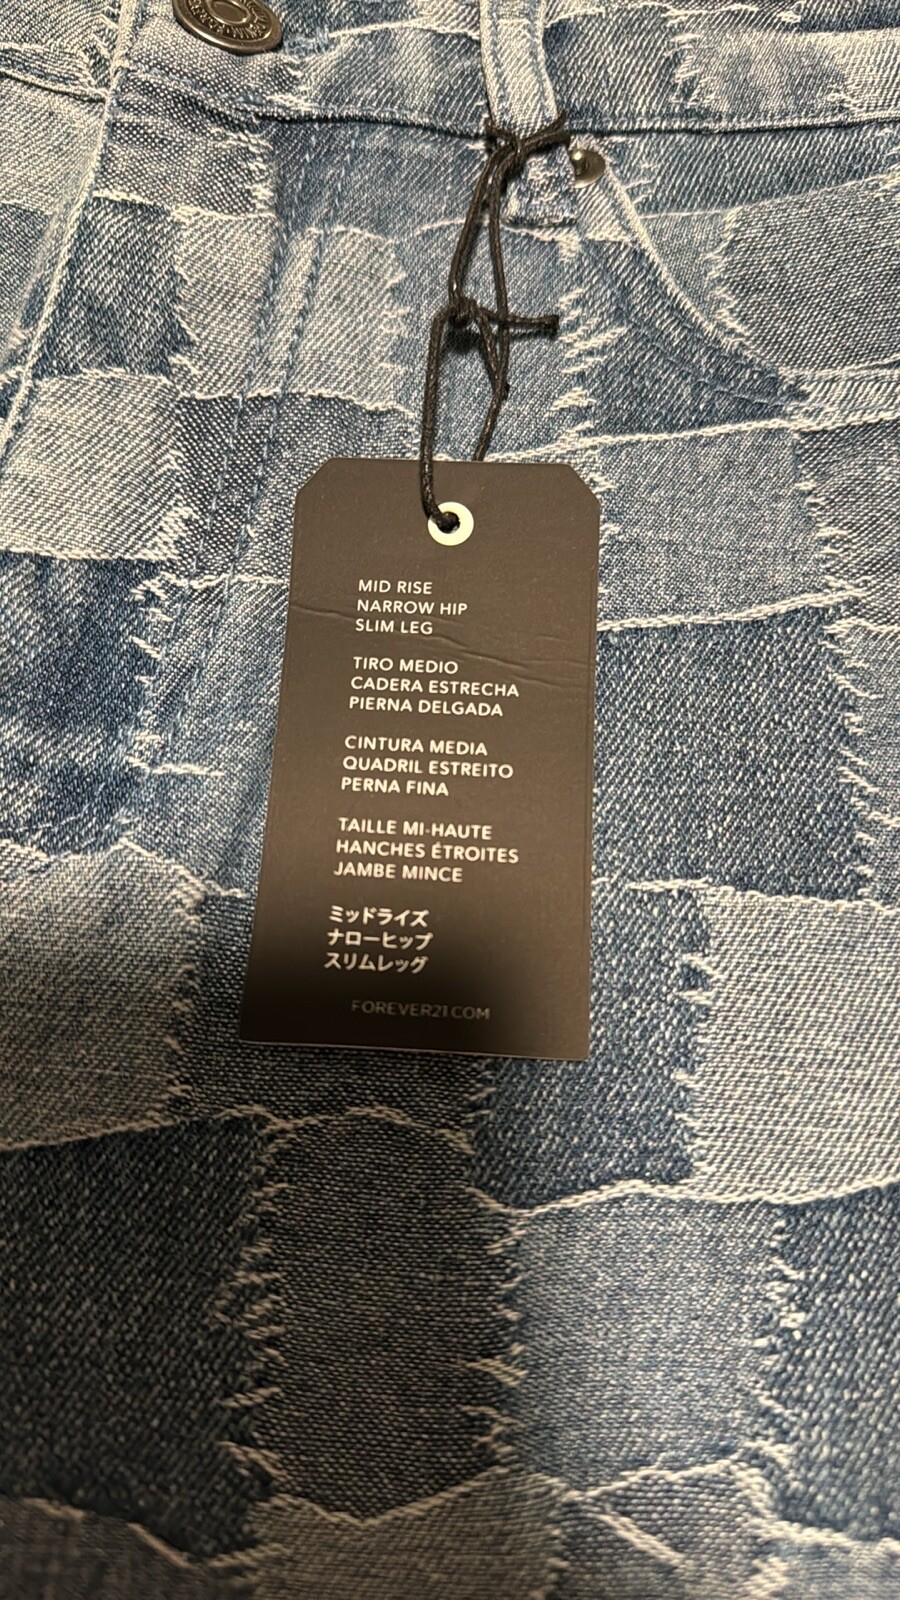 MID RISE
NARROW HIP
SLIM LEG
TIRO MEDIO
CADERA ESTRECHA
PIERNA DELGADA
CINTURA MEDIA
QUADRIL ESTREITO
PERNA FINA
TAILLE MI-HAUTE
HANCHES ÉTROITES
JAMBE MINCE
ミッドライズ
ナローヒップ
スリムレッグ
FOREVER21.COM